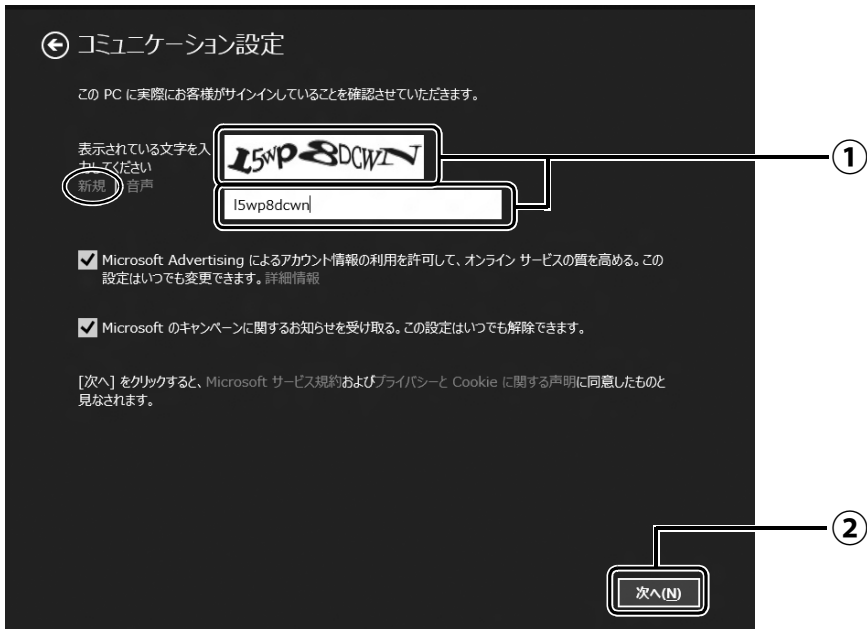 コミュニケーション設定
この PC に実際にお客様がサインインしていることを確認させていただきます。
表示されている文字を入
力してください
新規 | 音声
L5wP8DCWIN
l5wp8dcwn
①
Microsoft Advertising によるアカウント情報の利用を許可して、オンライン サービスの質を高める。この
設定はいつでも変更できます。詳細情報
Microsoft のキャンペーンに関するお知らせを受け取る。この設定はいつでも解除できます。
[次へ] をクリックすると、Microsoft サービス規約およびプライバシーと Cookie に関する声明に同意したものと
見なされます。
②
次へ(N)